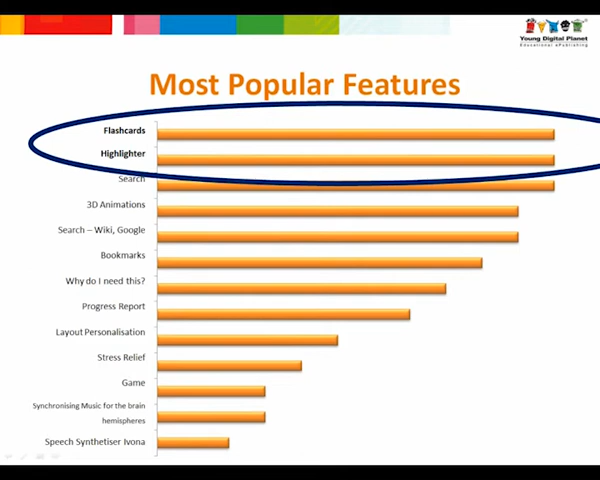 Young Digital Planet
Educational ePublishing
Most Popular Features
Flashcards
Highlighter
Search
3D Animations
Search – Wiki, Google
Bookmarks
Why do I need this?
Progress Report
Layout Personalisation
Stress Relief
Game
Synchronising Music for the brain
hemispheres
Speech Synthetiser Ivona